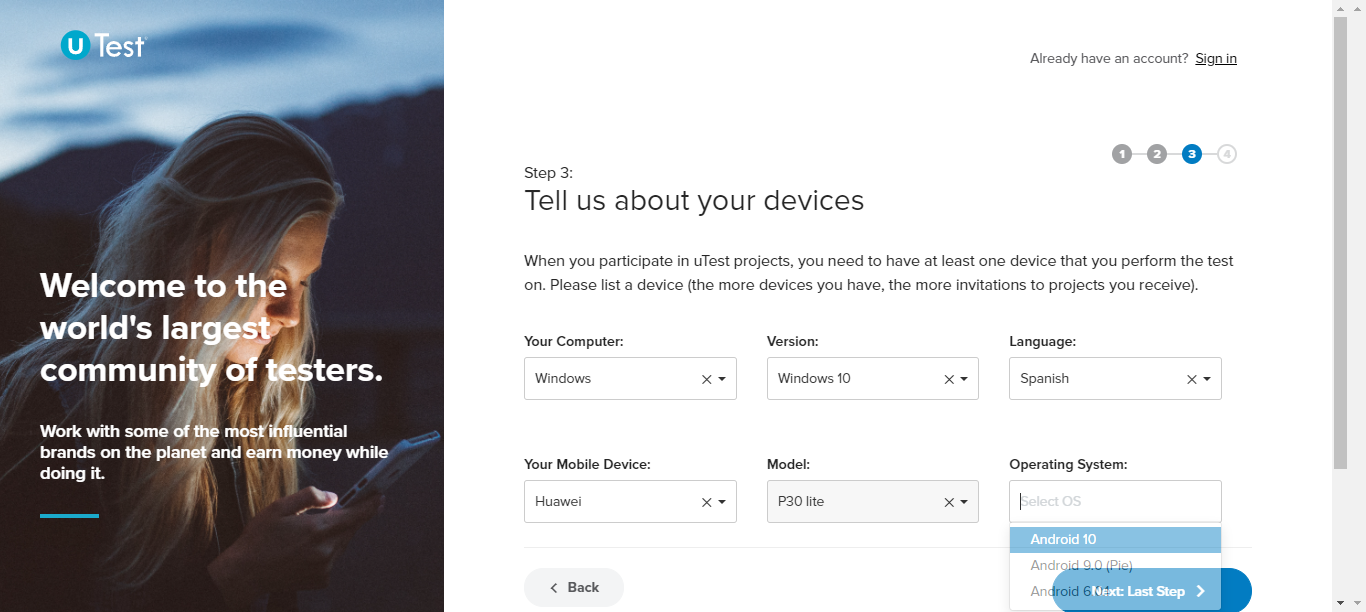 U Test
Already have an account? Sign in
1 2 3 4
Step 3:
Tell us about your devices
When you participate in uTest projects, you need to have at least one device that you perform the test
on. Please list a device (the more devices you have, the more invitations to projects you receive).
Welcome to the
world's largest
community of testers.
Work with some of the most influential
brands on the planet and earn money while
doing it.
Your Computer: Version: Language:
Windows Windows 10 Spanish
Your Mobile Device: Model: Operating System:
Huawei P30 lite Select OS
Android 10
Android 9.0 (Pie)
Back
Android Next: Last Step